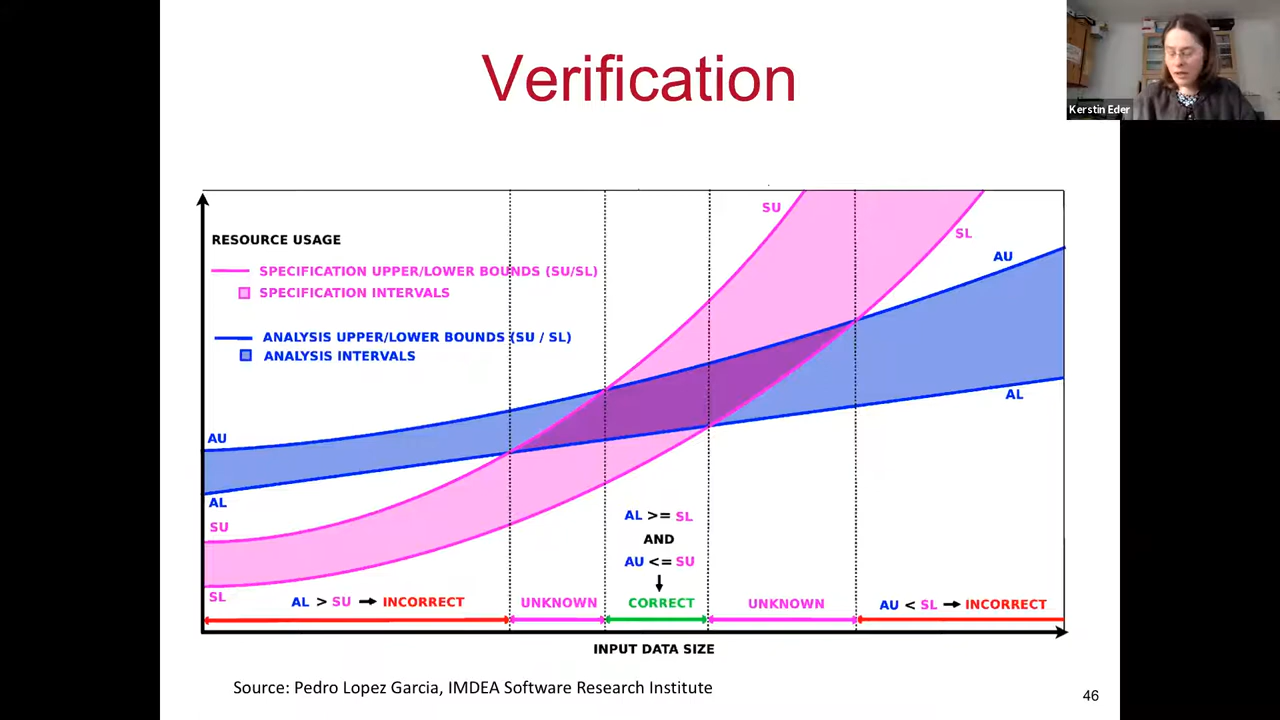 Verification
Kerstin Eder
RESOURCE USAGE
SPECIFICATION UPPER/LOWER BOUNDS (SU/SL)
SPECIFICATION INTERVALS
ANALYSIS UPPER/LOWER BOUNDS (SU / SL)
ANALYSIS INTERVALS
SU
SL
AU
AL
AU
AL
SU
SL
AL >= SL
AND
AU <= SU
AL > SU → INCORRECT
UNKNOWN
CORRECT
UNKNOWN
AU < SL → INCORRECT
INPUT DATA SIZE
Source: Pedro Lopez Garcia, IMDEA Software Research Institute
46